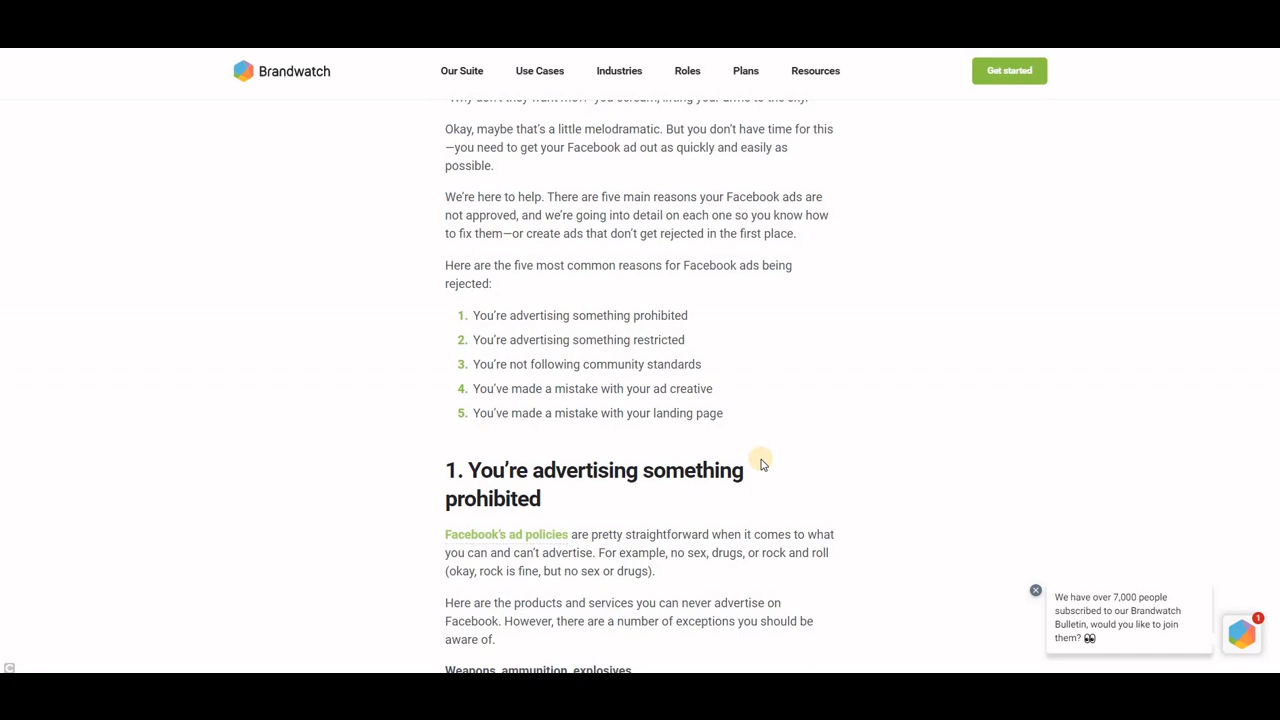 Brandwatch
Our Suite
Use Cases
Industries
Roles
Plans
Resources
Get started
Okay, maybe that's a little melodramatic. But you don't have time for this
—you need to get your Facebook ad out as quickly and easily as
possible.
We're here to help. There are five main reasons your Facebook ads are
not approved, and we're going into detail on each one so you know how
to fix them—or create ads that don't get rejected in the first place.
Here are the five most common reasons for Facebook ads being
rejected:
1. You're advertising something prohibited
2. You're advertising something restricted
3. You're not following community standards
4. You've made a mistake with your ad creative
5. You've made a mistake with your landing page
1. You're advertising something
prohibited
Facebook's ad policies are pretty straightforward when it comes to what
you can and can't advertise. For example, no sex, drugs, or rock and roll
(okay, rock is fine, but no sex or drugs).
Here are the products and services you can never advertise on
Facebook. However, there are a number of exceptions you should be
aware of.
Weapons, ammunition, explosives
We have over 7,000 people
subscribed to our Brandwatch
Bulletin, would you like to join
them? 👀
1